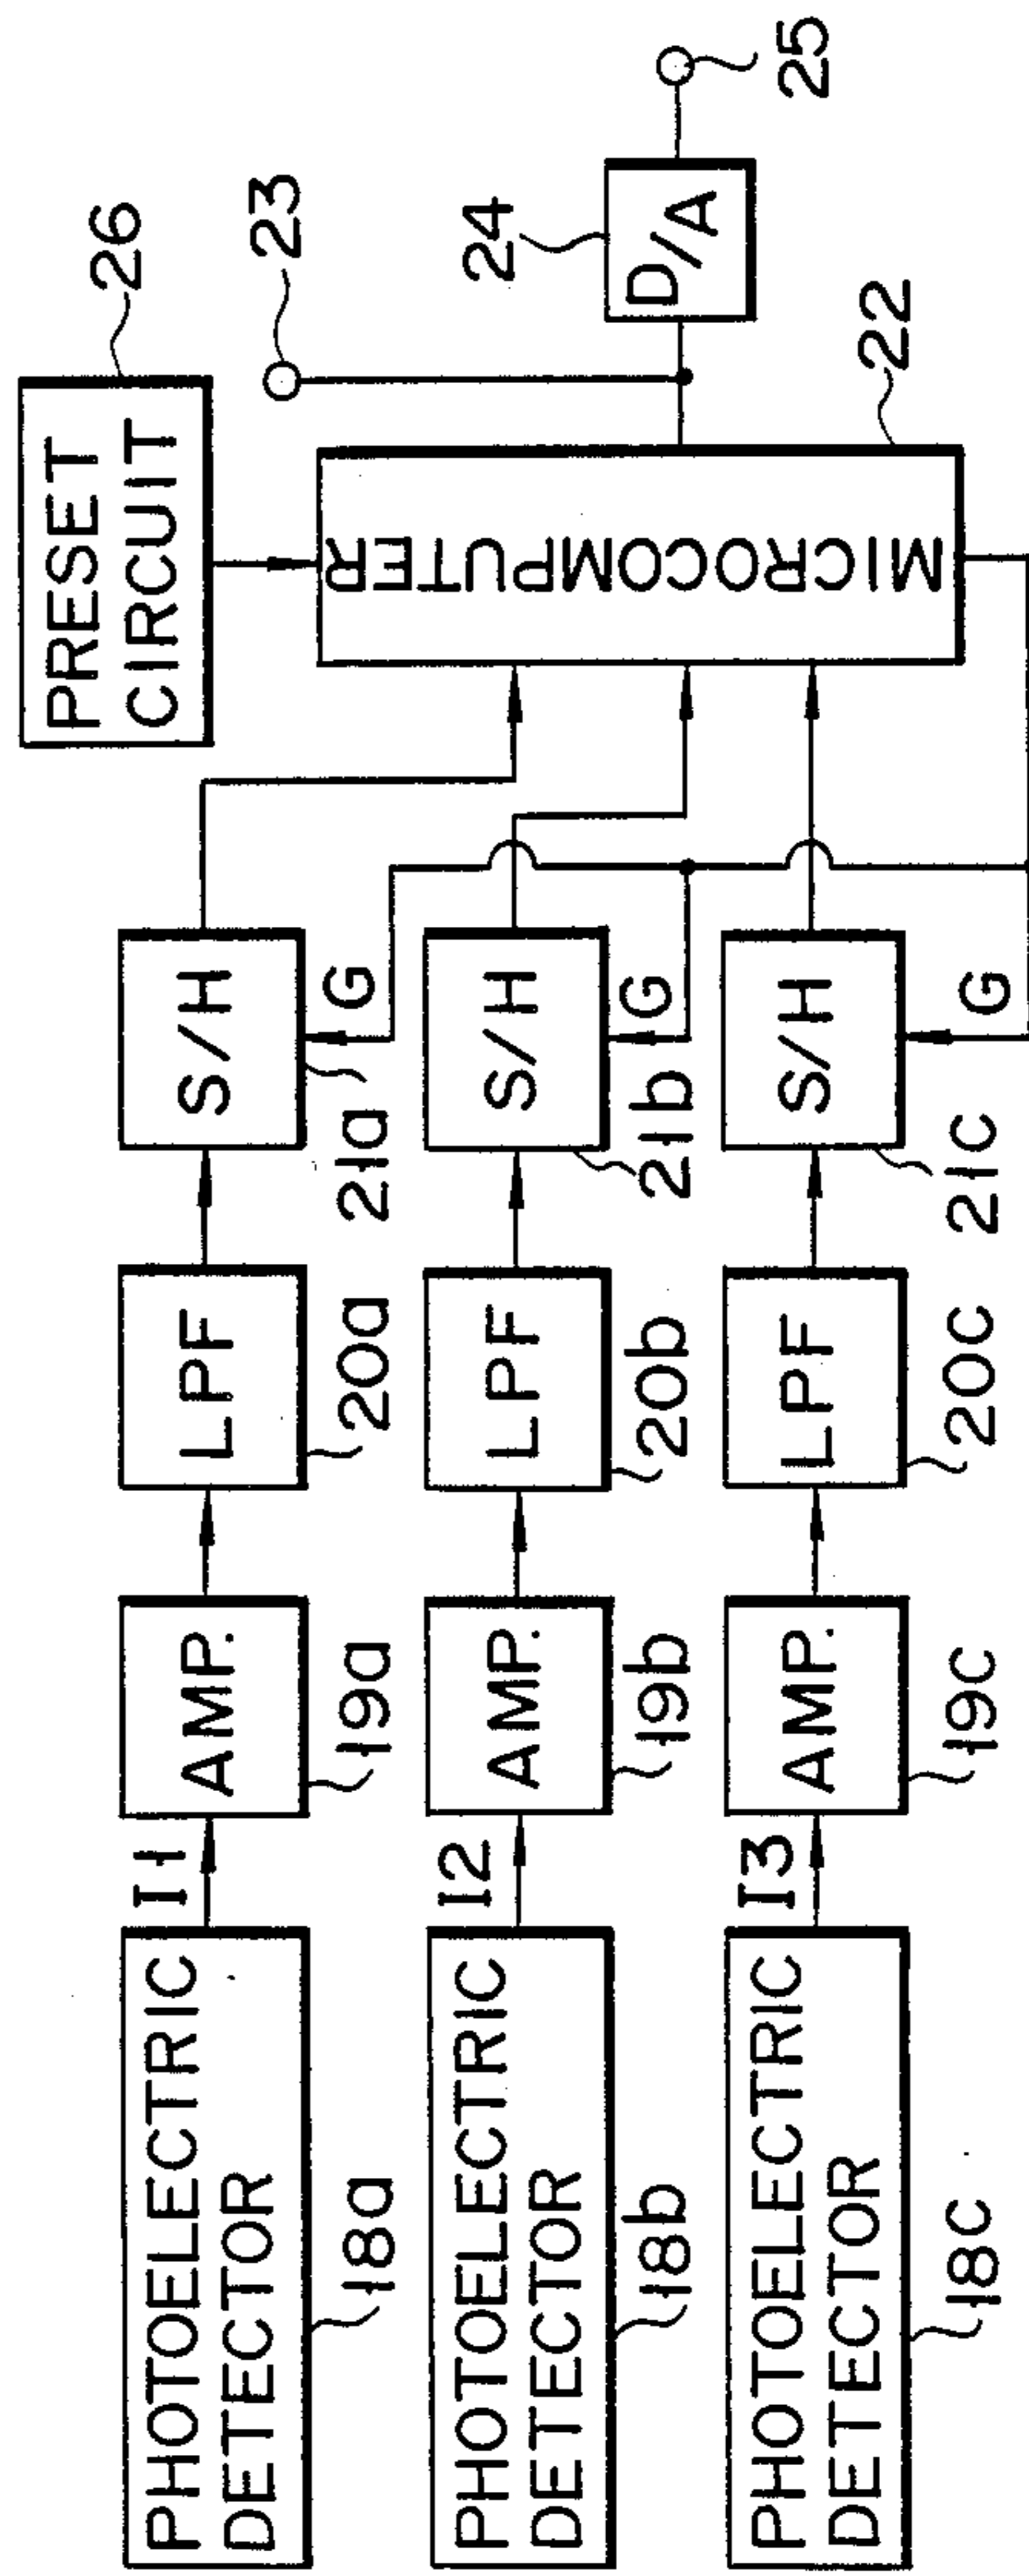 PHOTOELECTRIC
DETECTOR
18a
I1
AMP.
19a
LPF
20a
S/H
21a
G
PRESET
CIRCUIT
26
PHOTOELECTRIC
DETECTOR
18b
I2
AMP.
19b
LPF
20b
S/H
21b
G
MICROCOMPUTER
22
23
D/A
24
25
PHOTOELECTRIC
DETECTOR
18c
I3
AMP.
19c
LPF
20c
S/H
21c
G